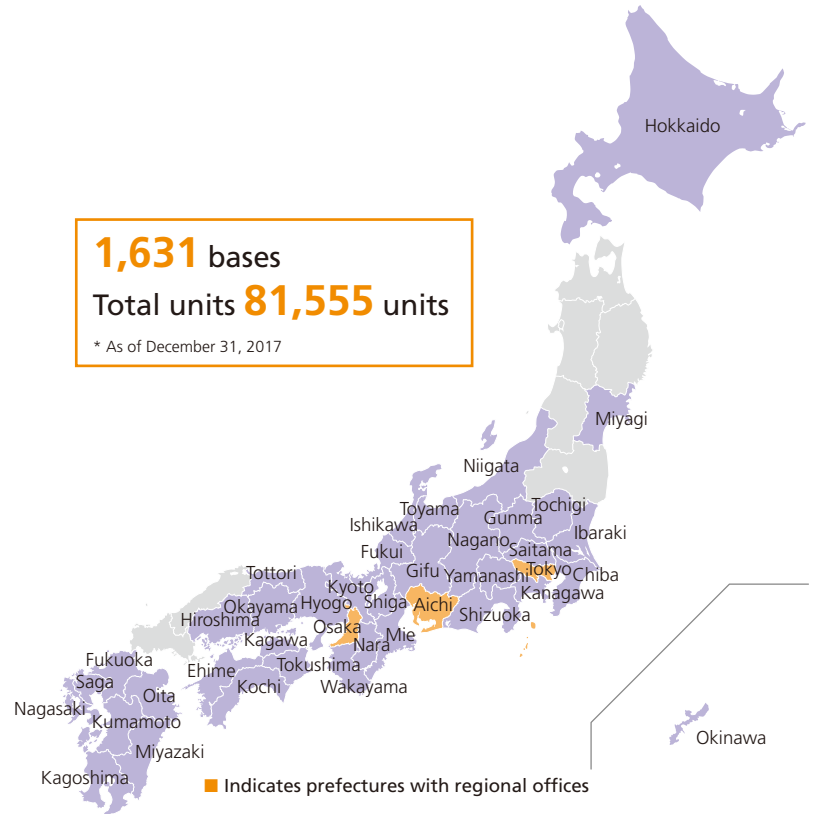 Hokkaido
1,631 bases
Total units 81,555 units
* As of December 31, 2017
Miyagi
Niigata
Toyama
Tochigi
Gunma
Ishikawa
Ibaraki
Nagano
Saitama
Fukui
Gifu
Yamanashi
Tokyo
Chiba
Tottori
Kyoto
Kanagawa
Okayama
Hyogo
Shiga
Aichi
Shizuoka
Hiroshima
Osaka
Kagawa
Nara
Mie
Fukuoka
Ehime
Tokushima
Saga
Kochi
Wakayama
Oita
Nagasaki
Kumamoto
Okinawa
Miyazaki
Kagoshima
Indicates prefectures with regional offices